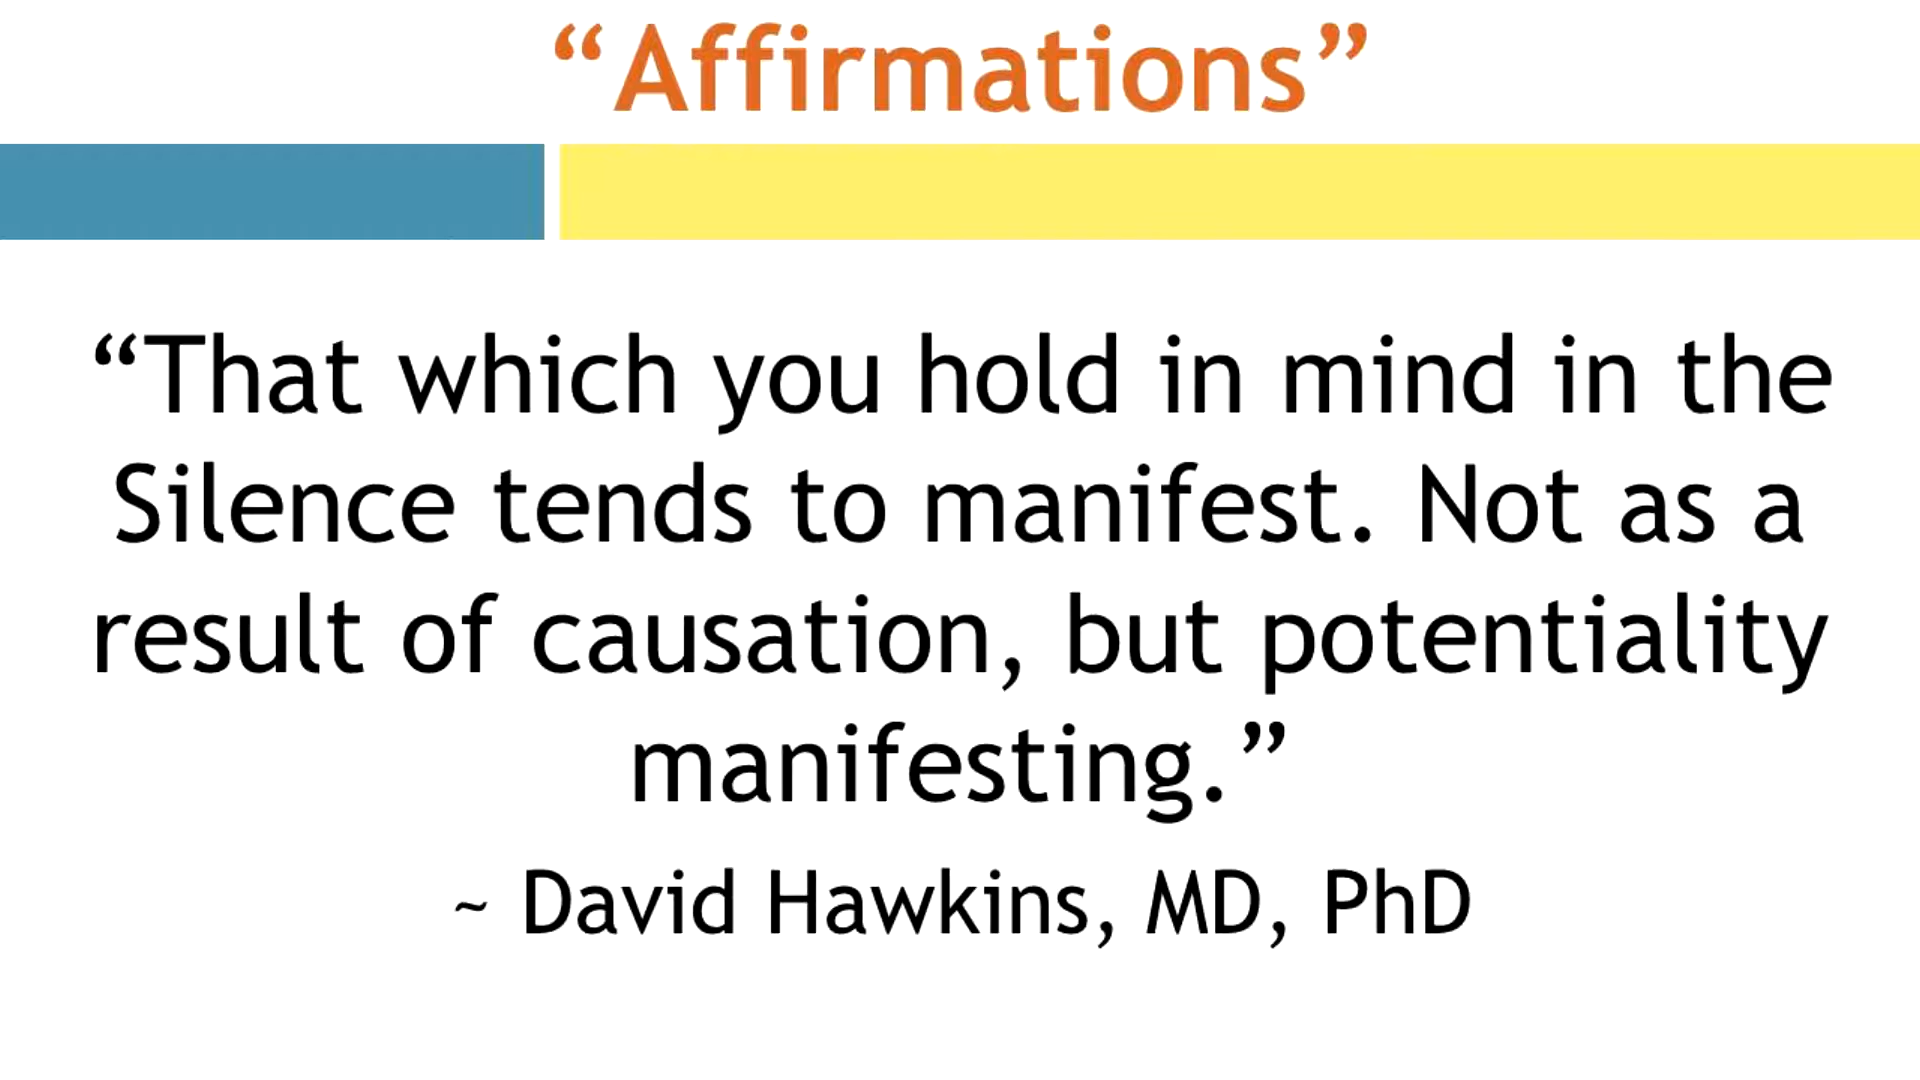 “Affirmations”
“That which you hold in mind in the
Silence tends to manifest. Not as a
result of causation, but potentiality
manifesting.”
~ David Hawkins, MD, PhD